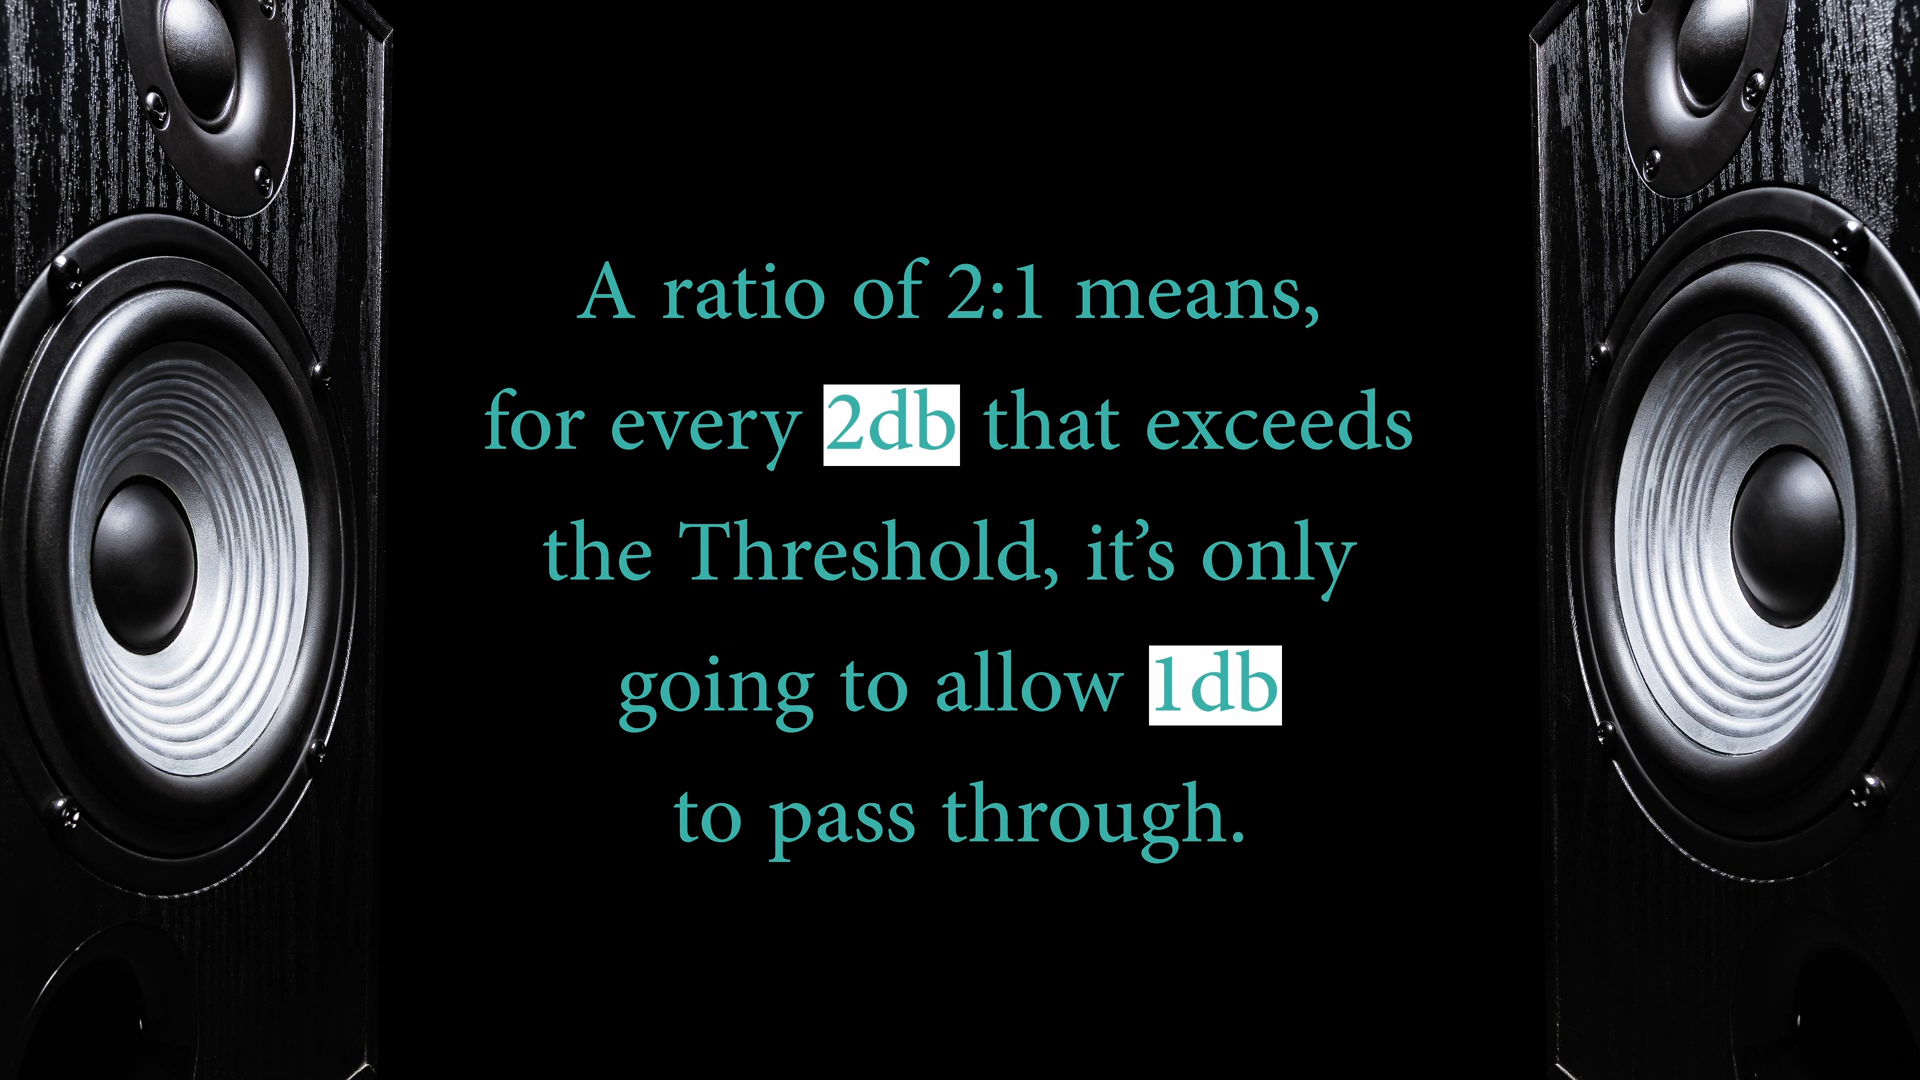 A ratio of 2:1 means,
for every 2db that exceeds
the Threshold, it’s only
going to allow 1db
to pass through.